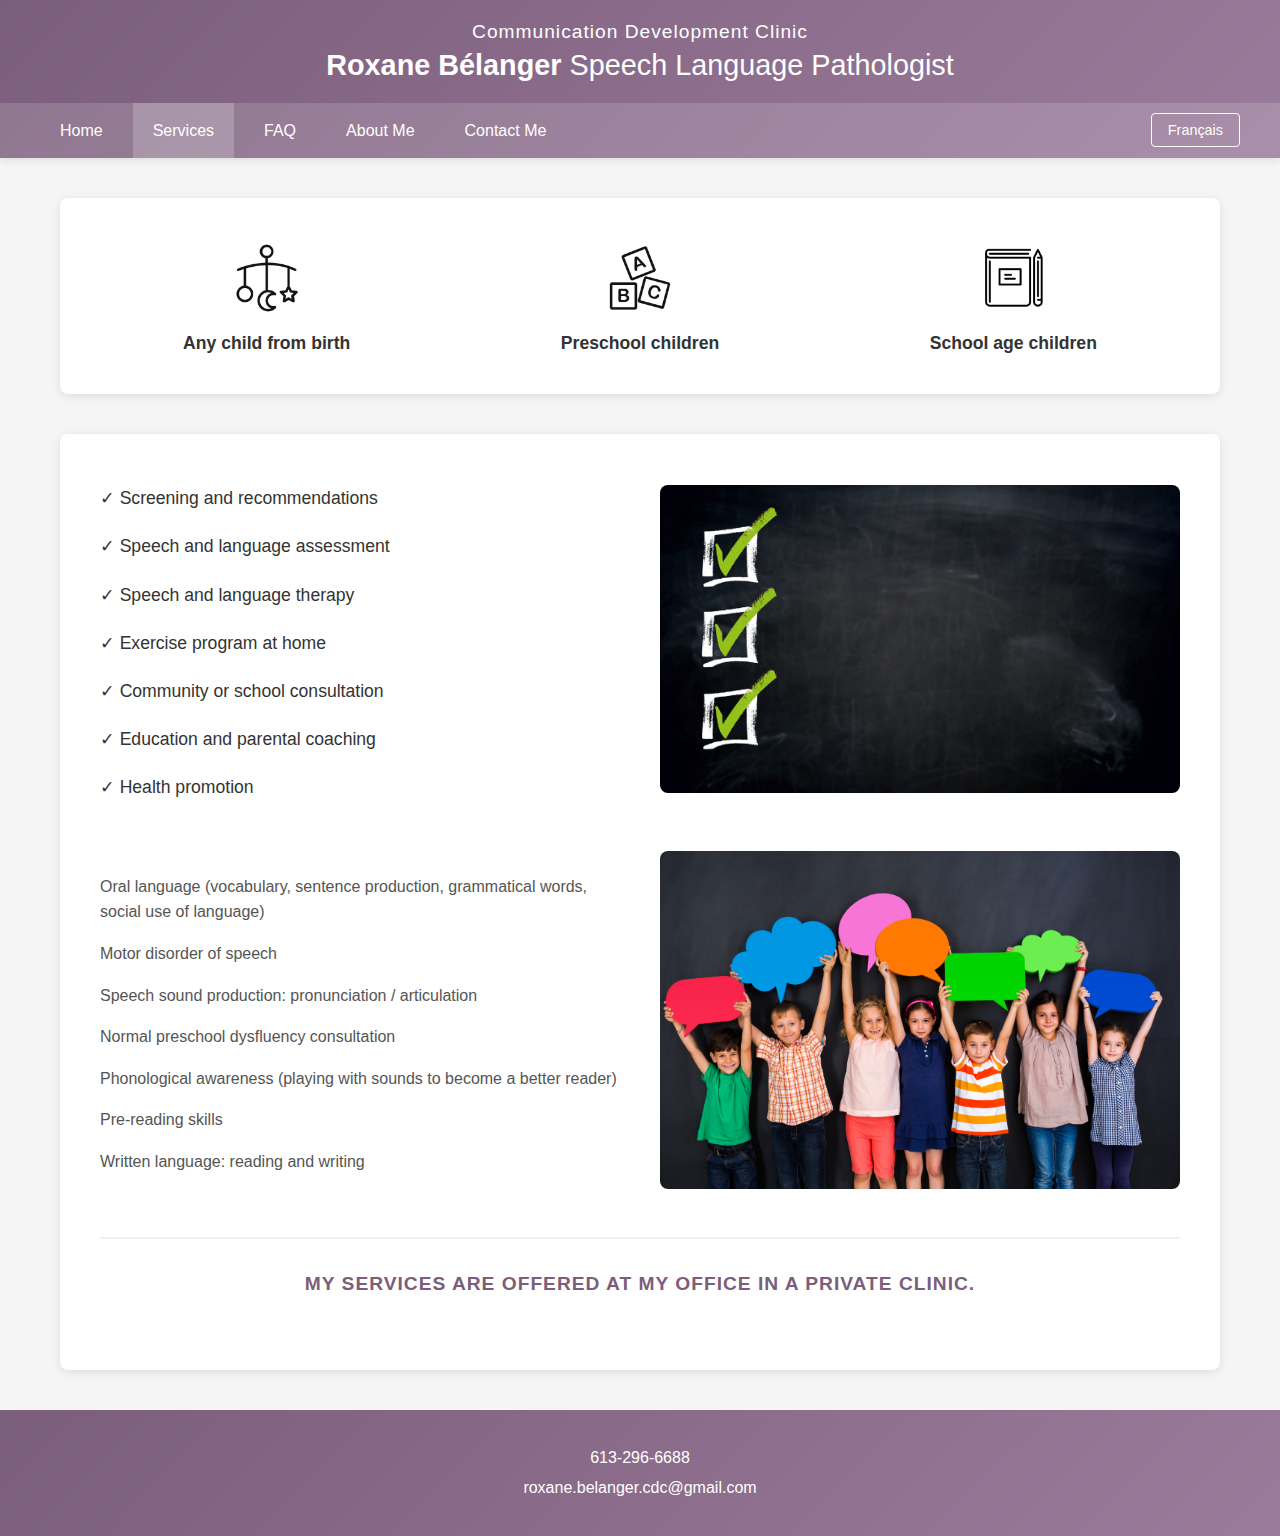 Communication Development Clinic
Roxane Bélanger Speech Language Pathologist
Home Services FAQ About Me Contact Me Français
A
B C
Any child from birth Preschool children School age children
✓ Screening and recommendations
✓ Speech and language assessment
✓ Speech and language therapy
✓ Exercise program at home
✓ Community or school consultation
✓ Education and parental coaching
✓ Health promotion
Oral language (vocabulary, sentence production, grammatical words,
social use of language)
Motor disorder of speech
Speech sound production: pronunciation / articulation
Normal preschool dysfluency consultation
Phonological awareness (playing with sounds to become a better reader)
Pre-reading skills
Written language: reading and writing
MY SERVICES ARE OFFERED AT MY OFFICE IN A PRIVATE CLINIC.
613-296-6688
roxane.belanger.cdc@gmail.com